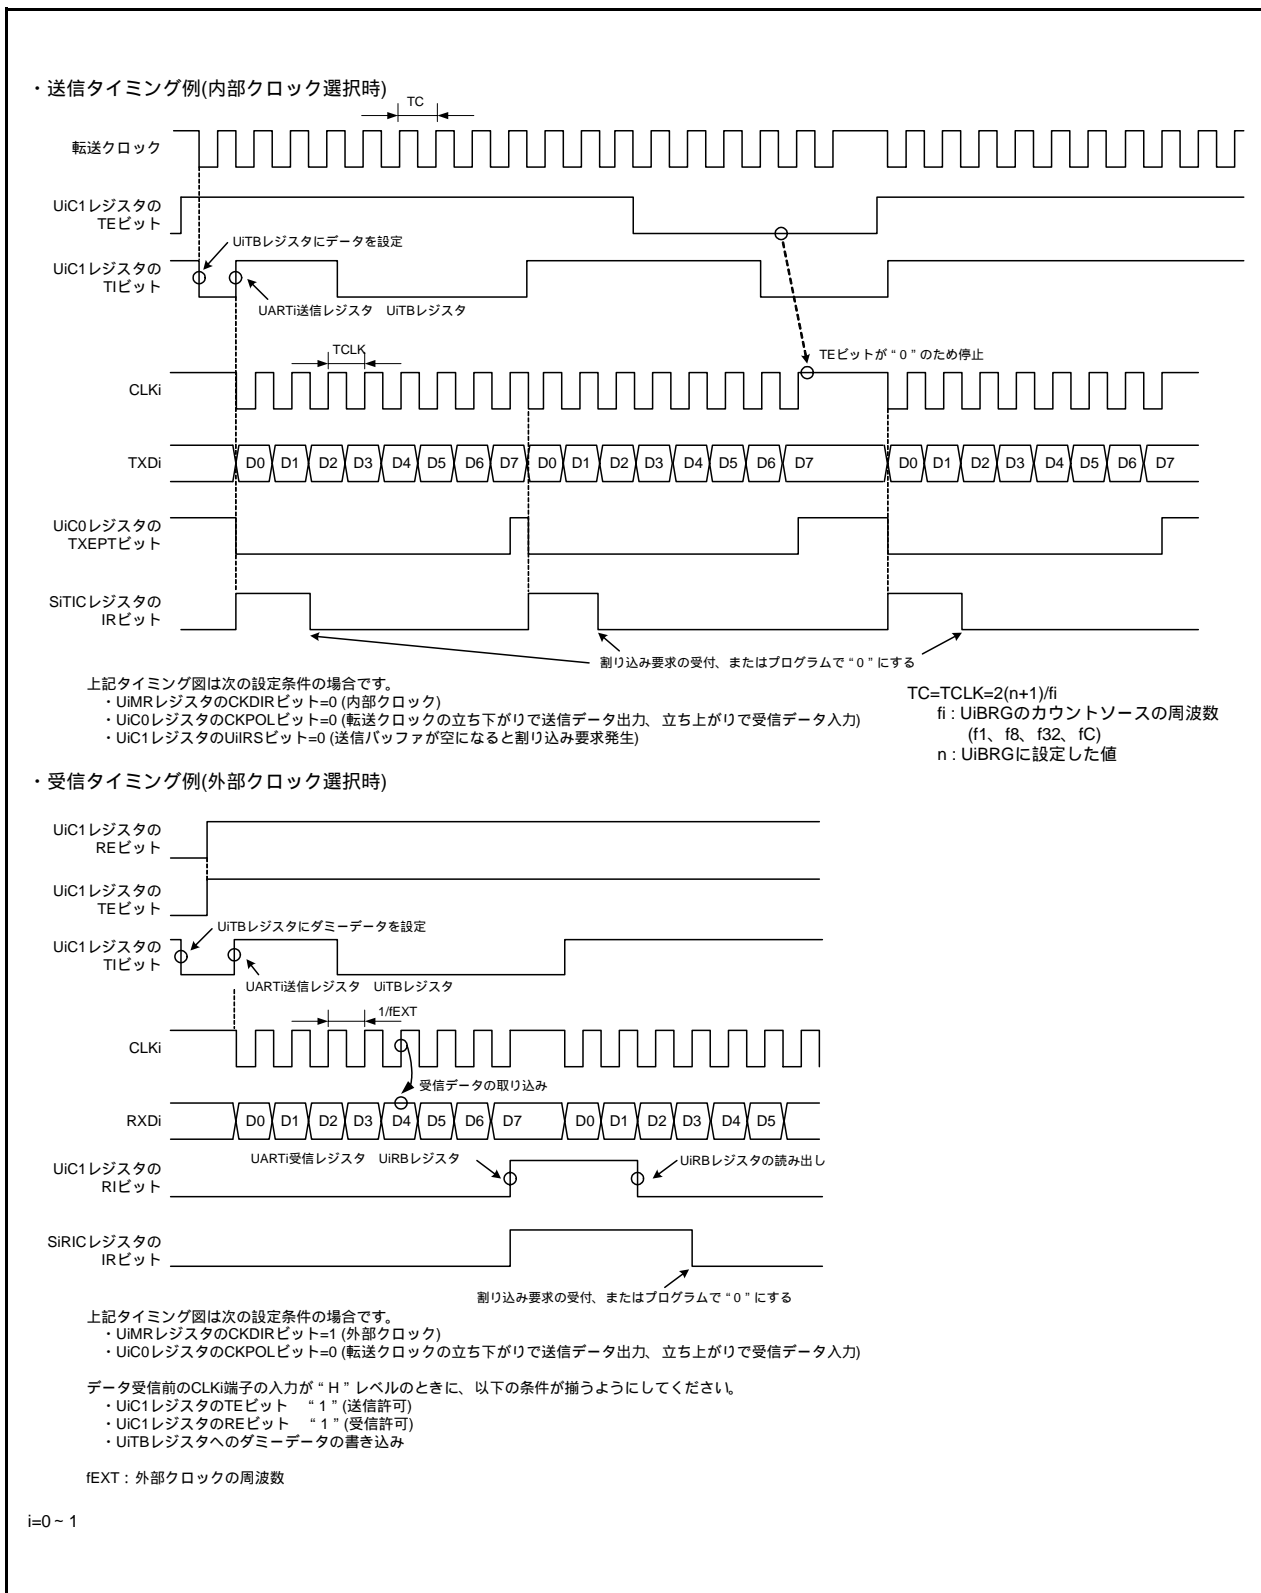 ・送信タイミング例(内部クロック選択時)
TC
転送クロック
UiC1レジスタの
TEビット
UiTBレジスタにデータを設定
UiC1レジスタの
TIビット
UARTi送信レジスタ　UiTBレジスタ
TCLK
TEビットが“0”のため停止
CLKi
TXDi
D0 D1 D2 D3 D4 D5 D6 D7 D0 D1 D2 D3 D4 D5 D6 D7 D0 D1 D2 D3 D4 D5 D6 D7
UiC0レジスタの
TXEPTビット
SiTICレジスタの
IRビット
割り込み要求の受付、またはプログラムで“0”にする
上記タイミング図は次の設定条件の場合です。
・UiMRレジスタのCKDIRビット=0 (内部クロック)
・UiC0レジスタのCKPOLビット=0 (転送クロックの立ち下がりで送信データ出力、立ち上がりで受信データ入力)
・UiC1レジスタのUiIRSビット=0 (送信バッファが空になると割り込み要求発生)
TC=TCLK=2(n+1)/fi
fi : UiBRGのカウントソースの周波数
(f1、f8、f32、fC)
n : UiBRGに設定した値
・受信タイミング例(外部クロック選択時)
UiC1レジスタの
REビット
UiC1レジスタの
TEビット
UiTBレジスタにダミーデータを設定
UiC1レジスタの
TIビット
UARTi送信レジスタ　UiTBレジスタ
1/fEXT
CLKi
受信データの取り込み
RXDi
D0 D1 D2 D3 D4 D5 D6 D7 D0 D1 D2 D3 D4 D5
UARTi受信レジスタ　UiRBレジスタ
UiRBレジスタの読み出し
UiC1レジスタの
RIビット
SiRICレジスタの
IRビット
割り込み要求の受付、またはプログラムで“0”にする
上記タイミング図は次の設定条件の場合です。
・UiMRレジスタのCKDIRビット=1 (外部クロック)
・UiC0レジスタのCKPOLビット=0 (転送クロックの立ち下がりで送信データ出力、立ち上がりで受信データ入力)
データ受信前のCLKi端子の入力が“H”レベルのときに、以下の条件が揃うようにしてください。
・UiC1レジスタのTEビット　“1”(送信許可)
・UiC1レジスタのREビット　“1”(受信許可)
・UiTBレジスタへのダミーデータの書き込み
fEXT : 外部クロックの周波数
i=0 ~ 1